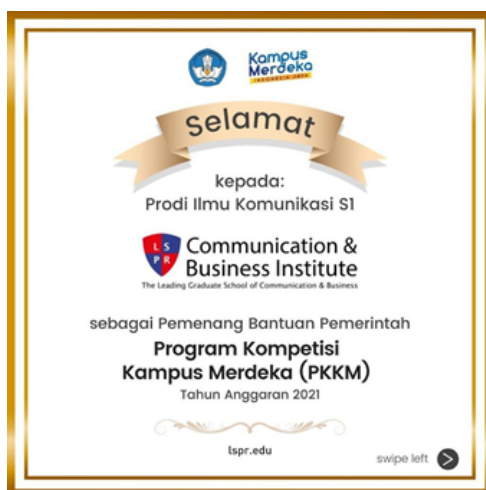 Kampus
Merdeka
INDONESIA JAYA
Selamat
kepada:
Prodi Ilmu Komunikasi S1
L S
P R
Communication &
Business Institute
The Leading Graduate School of Communication & Business
sebagai Pemenang Bantuan Pemerintah
Program Kompetisi
Kampus Merdeka (PKKM)
Tahun Anggaran 2021
lspr.edu
swipe left